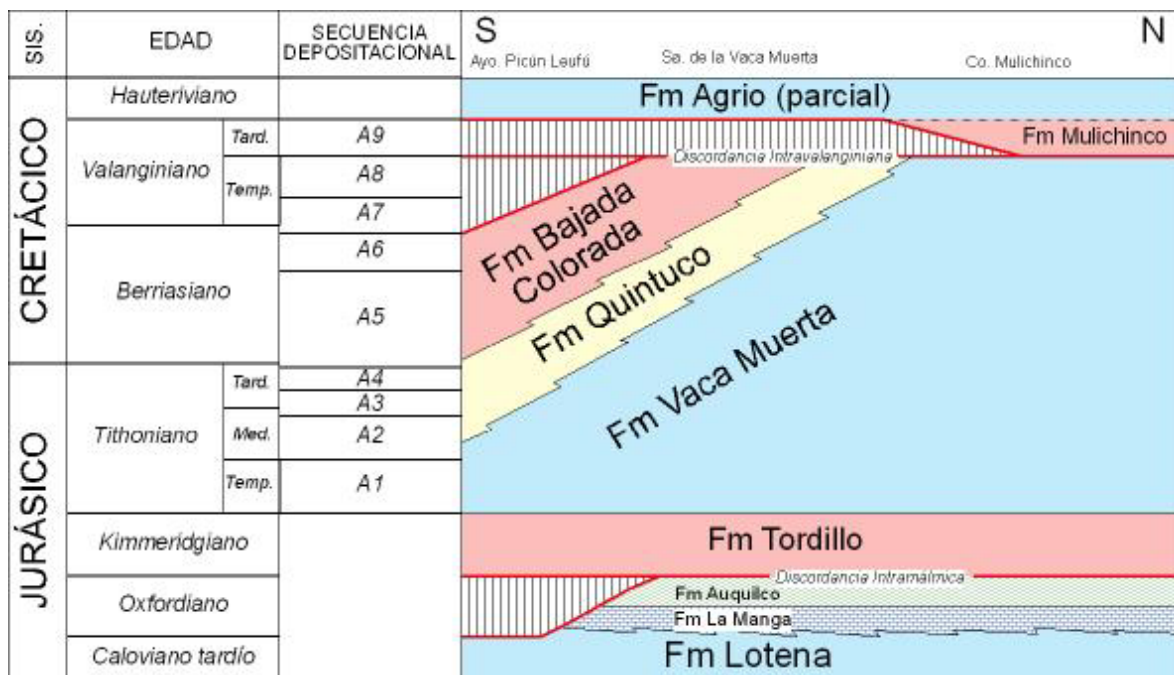 SIS.
EDAD
SECUENCIA
DEPOSITACIONAL
S
N
Ayo. Picún Leufú
Sa. de la Vaca Muerta
Co. Mulichinco
CRETÁCICO
Hauteriviano
Fm Agrio (parcial)
Valanginiano
Tard.
A9
Fm Mulichinco
Discordancia Intravalanginiana
Temp.
A8
A7
Fm Bajada
Colorada
Berriasiano
A6
A5
Fm Quintuco
Fm Vaca Muerta
JURÁSICO
Tithoniano
Tard.
A4
A3
Med.
A2
Temp.
A1
Kimmeridgiano
Fm Tordillo
Discordancia Intramálmica
Oxfordiano
Fm Auquilco
Fm La Manga
Caloviano tardío
Fm Lotena